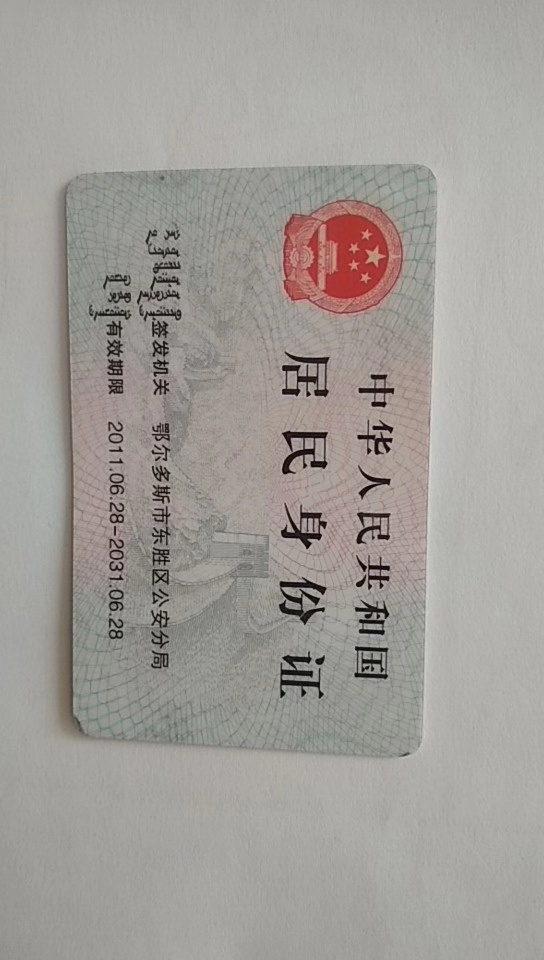 中华人民共和国
居民身份证
签发机关 鄂尔多斯市东胜区公安分局
有效期限 2011.06.28-2031.06.28